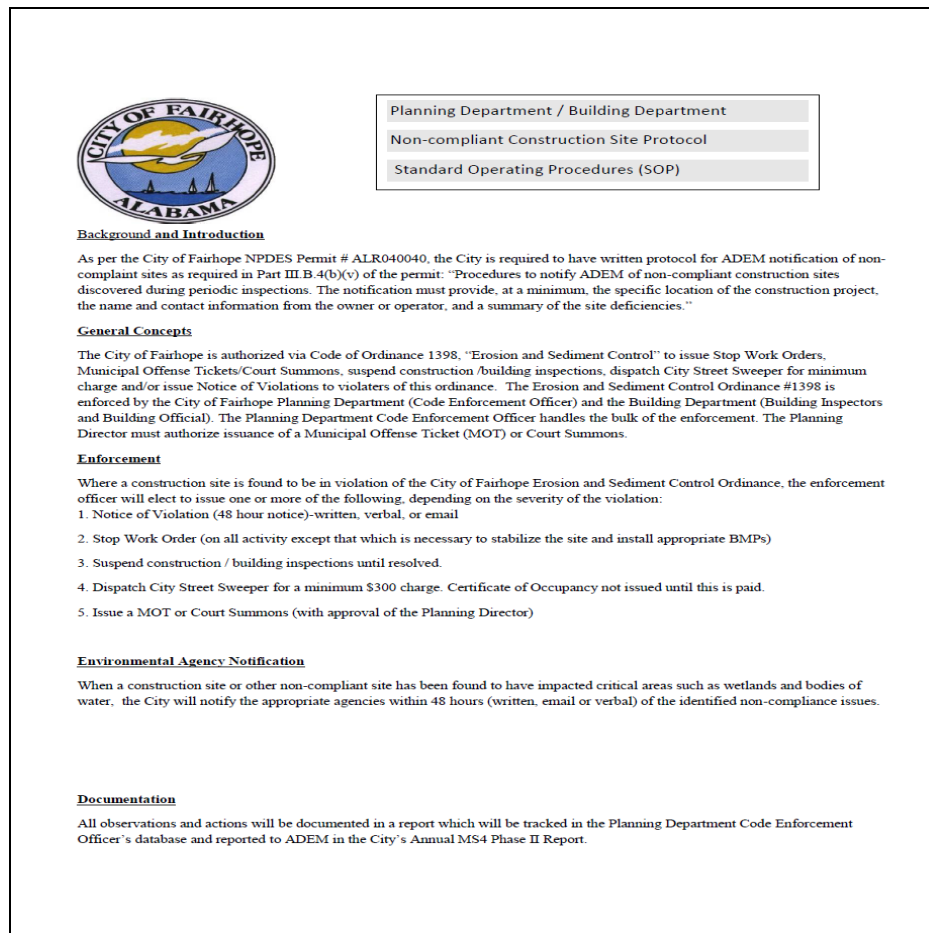 CITY OF FAIRHOPE
ALABAMA
Planning Department / Building Department
Non-compliant Construction Site Protocol
Standard Operating Procedures (SOP)
Background and Introduction
As per the City of Fairhope NPDES Permit # ALR040040, the City is required to have written protocol for ADEM notification of non-
complaint sites as required in Part III.B.4(b)(v) of the permit: “Procedures to notify ADEM of non-compliant construction sites
discovered during periodic inspections. The notification must provide, at a minimum, the specific location of the construction project,
the name and contact information from the owner or operator, and a summary of the site deficiencies.”
General Concepts
The City of Fairhope is authorized via Code of Ordinance 1398, “Erosion and Sediment Control” to issue Stop Work Orders,
Municipal Offense Tickets/Court Summons, suspend construction /building inspections, dispatch City Street Sweeper for minimum
charge and/or issue Notice of Violations to violaters of this ordinance. The Erosion and Sediment Control Ordinance #1398 is
enforced by the City of Fairhope Planning Department (Code Enforcement Officer) and the Building Department (Building Inspectors
and Building Official). The Planning Department Code Enforcement Officer handles the bulk of the enforcement. The Planning
Director must authorize issuance of a Municipal Offense Ticket (MOT) or Court Summons.
Enforcement
Where a construction site is found to be in violation of the City of Fairhope Erosion and Sediment Control Ordinance, the enforcement
officer will elect to issue one or more of the following, depending on the severity of the violation:
1. Notice of Violation (48 hour notice)-written, verbal, or email
2. Stop Work Order (on all activity except that which is necessary to stabilize the site and install appropriate BMPs)
3. Suspend construction / building inspections until resolved.
4. Dispatch City Street Sweeper for a minimum $300 charge. Certificate of Occupancy not issued until this is paid.
5. Issue a MOT or Court Summons (with approval of the Planning Director)
Environmental Agency Notification
When a construction site or other non-compliant site has been found to have impacted critical areas such as wetlands and bodies of
water, the City will notify the appropriate agencies within 48 hours (written, email or verbal) of the identified non-compliance issues.
Documentation
All observations and actions will be documented in a report which will be tracked in the Planning Department Code Enforcement
Officer’s database and reported to ADEM in the City’s Annual MS4 Phase II Report.